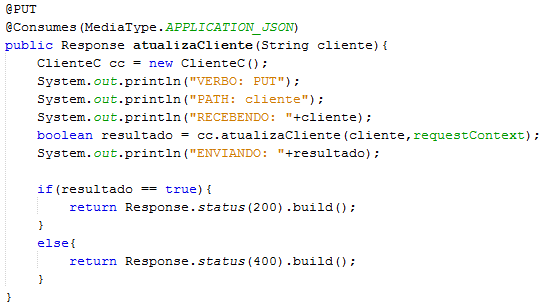 @PUT
@Consumes(MediaType.APPLICATION_JSON)
public Response atualizaCliente(String cliente){
    ClienteC cc = new ClienteC();
    System.out.println("VERBO: PUT");
    System.out.println("PATH: cliente");
    System.out.println("RECEBENDO: "+cliente);
    boolean resultado = cc.atualizaCliente(cliente,requestContext);
    System.out.println("ENVIANDO: "+resultado);

    if(resultado == true){
        return Response.status(200).build();
    }
    else{
        return Response.status(400).build();
    }
}